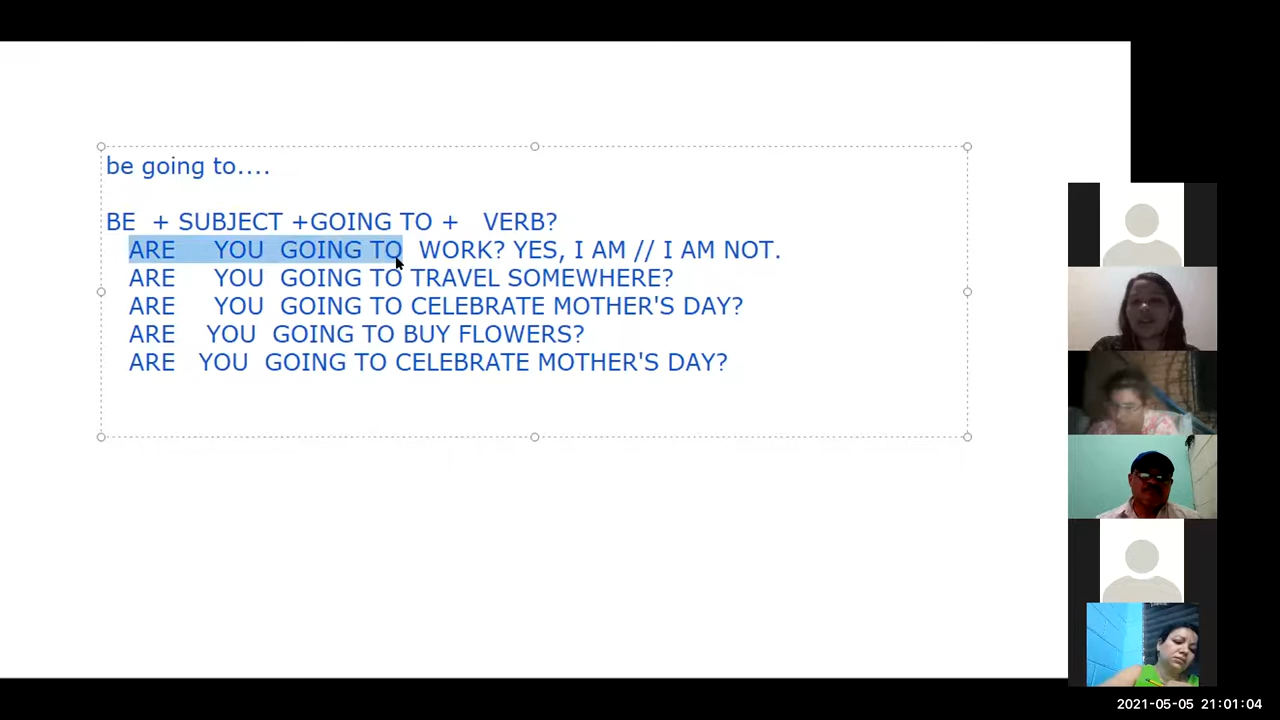 be going to....
BE + SUBJECT +GOING TO + VERB?
ARE YOU GOING TO WORK? YES, I AM // I AM NOT.
ARE YOU GOING TO TRAVEL SOMEWHERE?
ARE YOU GOING TO CELEBRATE MOTHER'S DAY?
ARE YOU GOING TO BUY FLOWERS?
ARE YOU GOING TO CELEBRATE MOTHER'S DAY?
2021-05-05 21:01:04